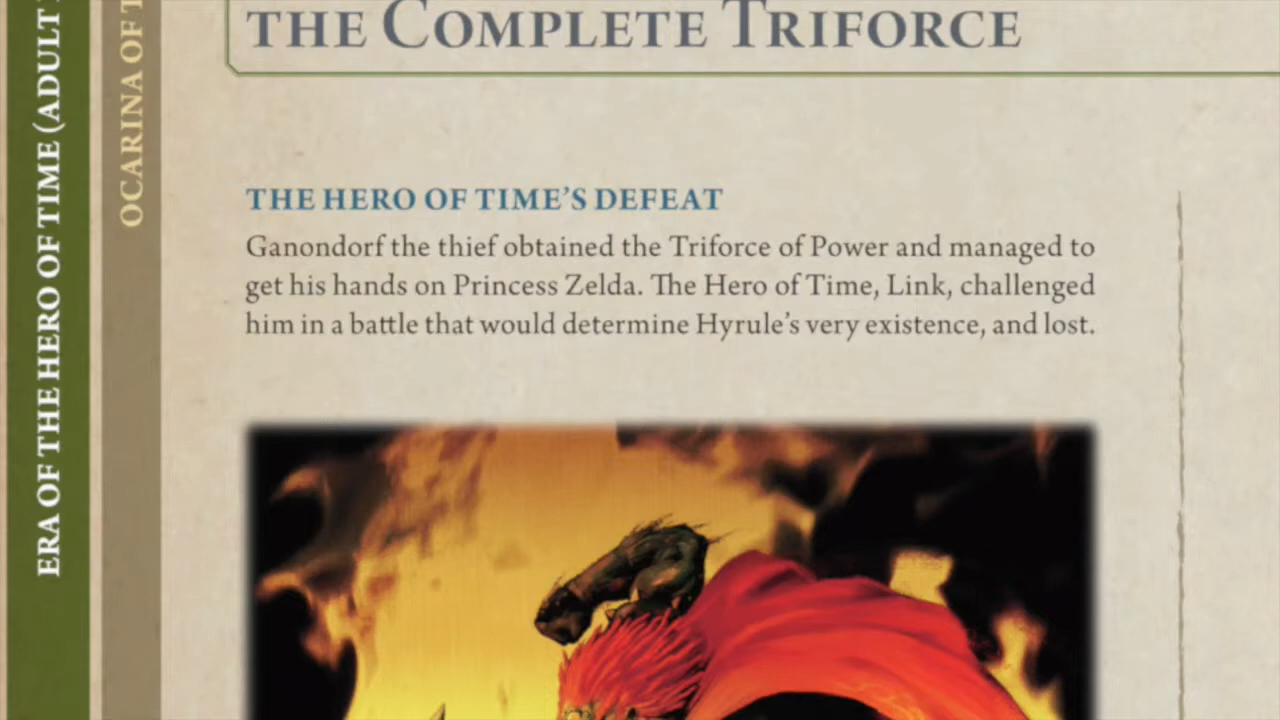 THE COMPLETE TRIFORCE
ERA OF THE HERO OF TIME (ADULT
OCARINA OF T
THE HERO OF TIME'S DEFEAT
Ganondorf the thief obtained the Triforce of Power and managed to
get his hands on Princess Zelda. The Hero of Time, Link, challenged
him in a battle that would determine Hyrule's very existence, and lost.